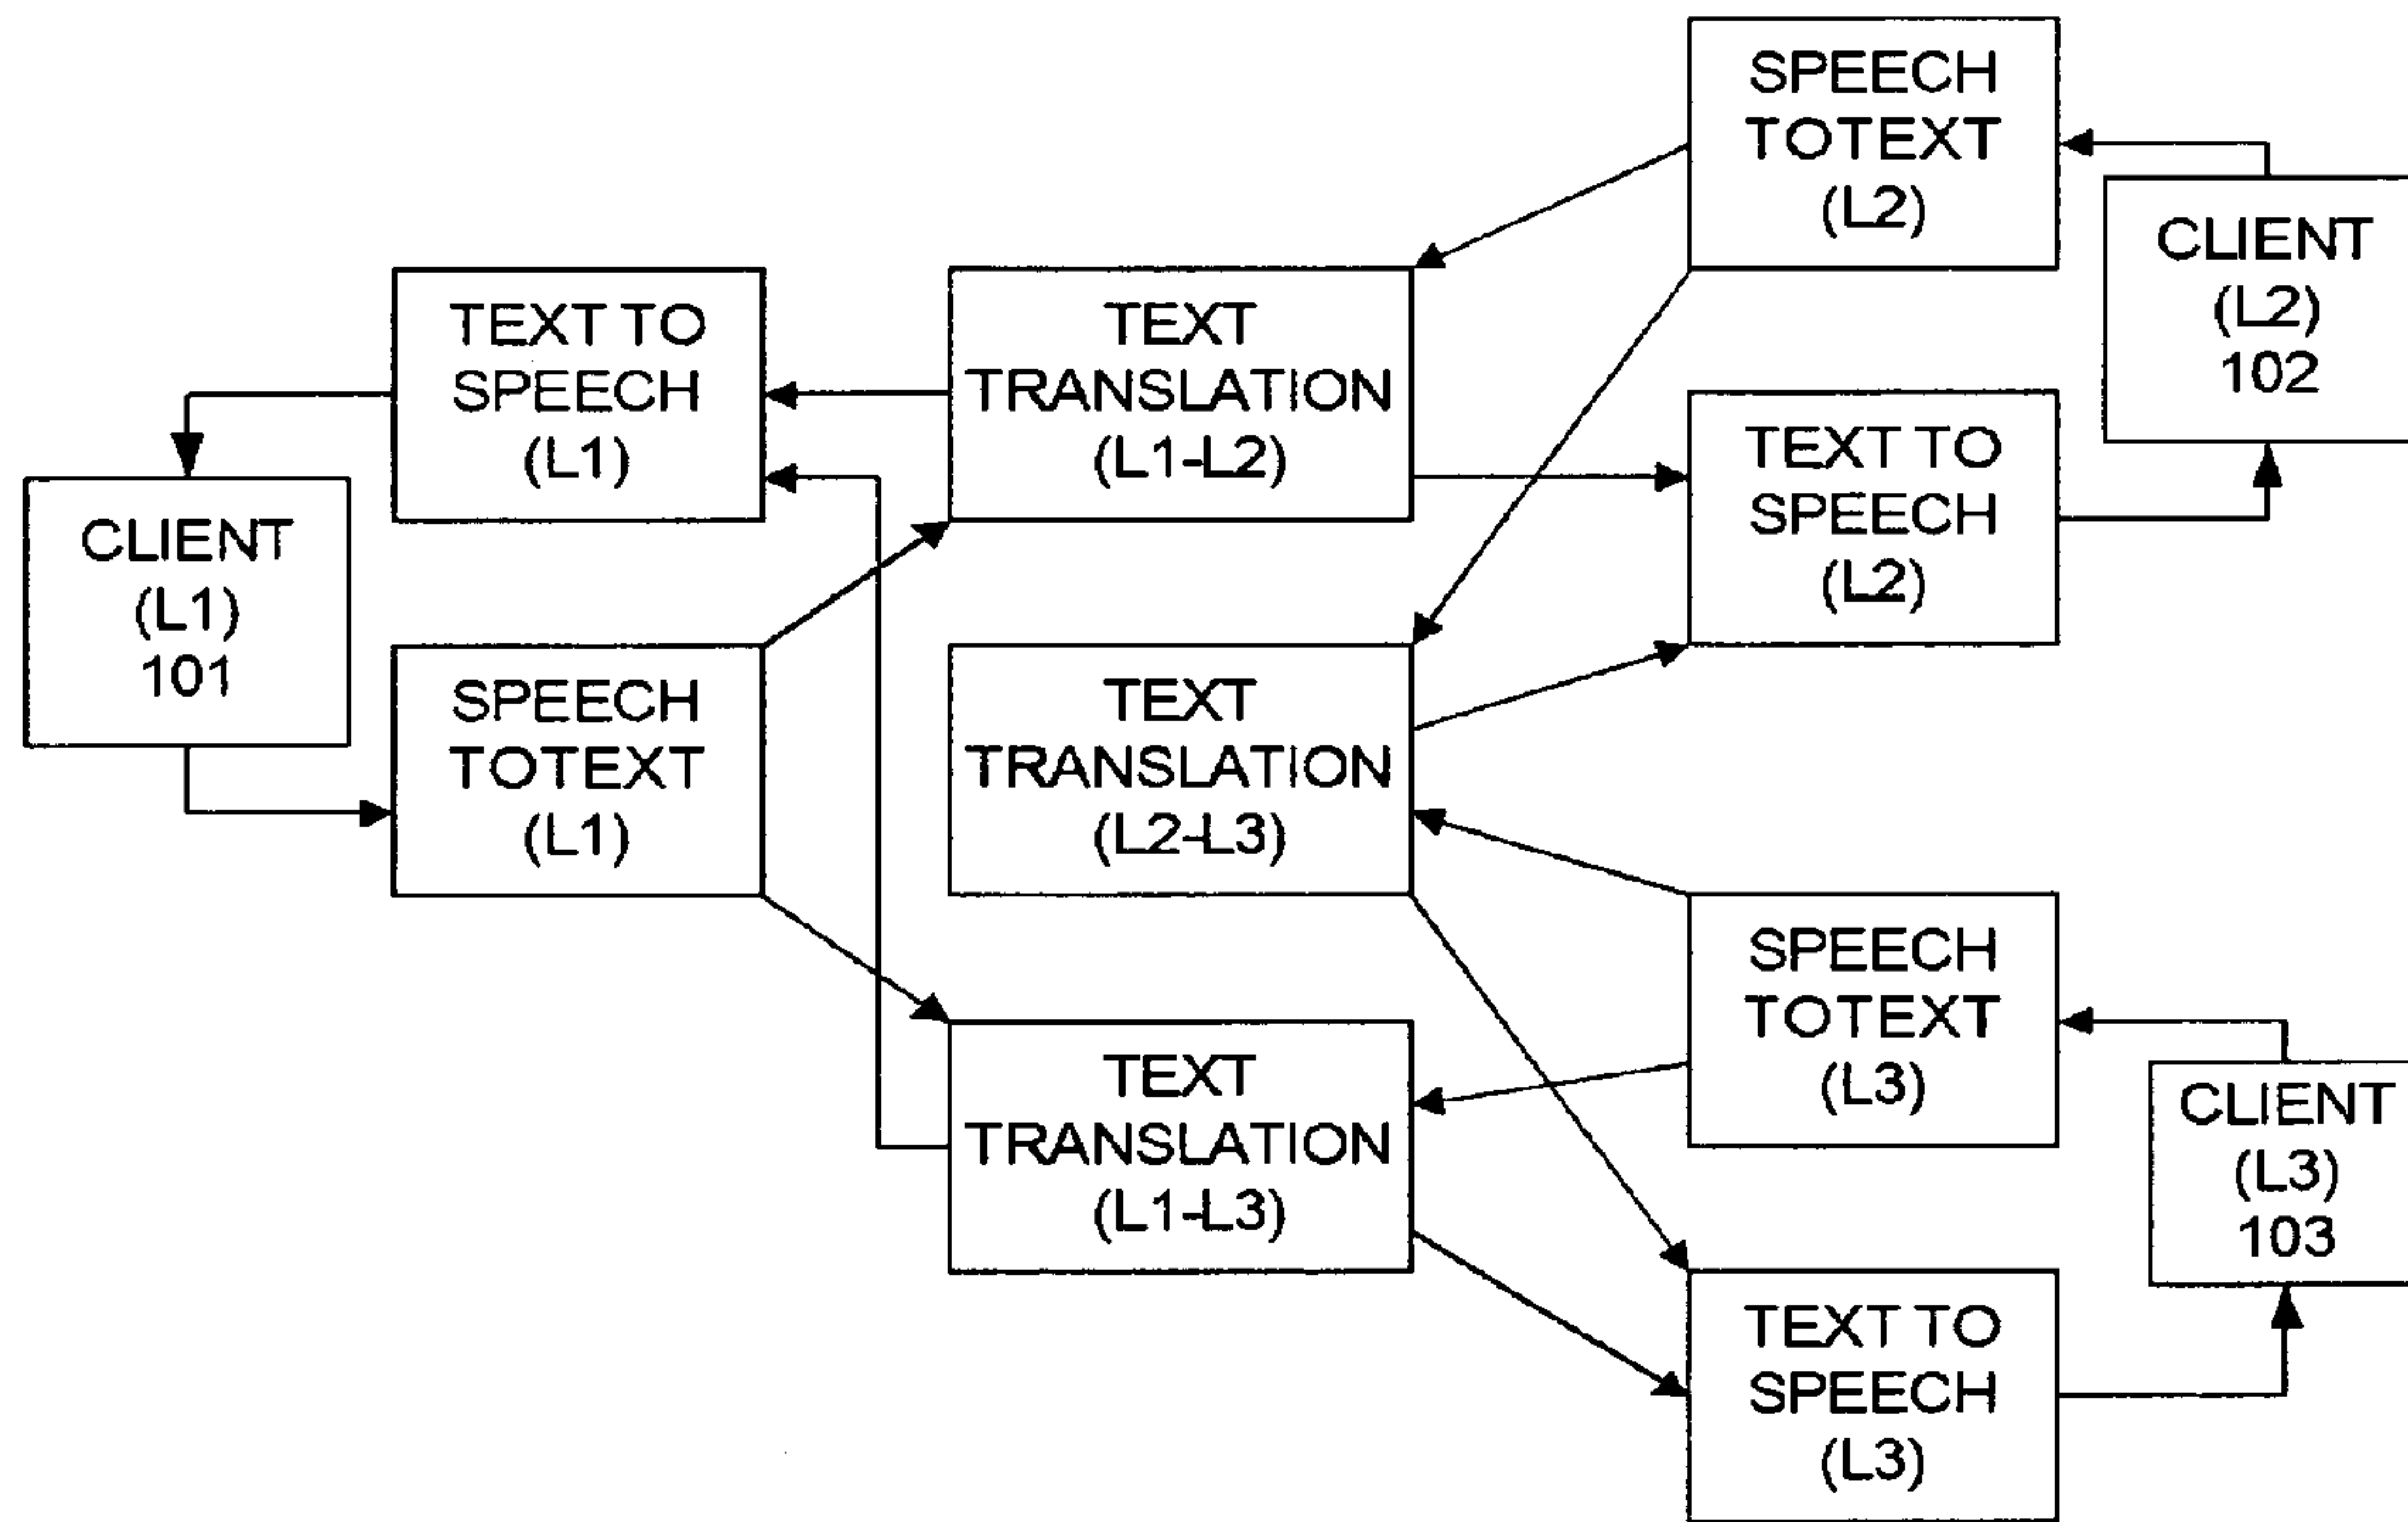 SPEECH
TOTEXT
(L2)
CLIENT
(L2)
102
TEXT TO
SPEECH
(L1)
TEXT
TRANSLATION
(L1-L2)
TEXT TO
SPEECH
(L2)
CLIENT
(L1)
101
SPEECH
TOTEXT
(L1)
TEXT
TRANSLATION
(L2-L3)
SPEECH
TOTEXT
(L3)
CLIENT
(L3)
103
TEXT
TRANSLATION
(L1-L3)
TEXT TO
SPEECH
(L3)